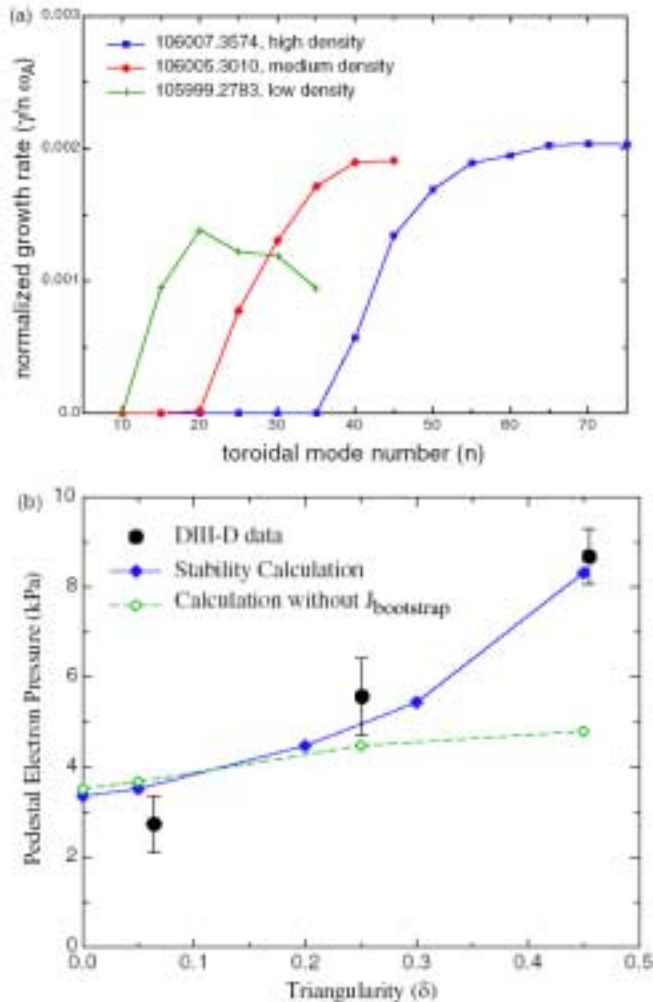 (a)
0.003
106007.3574, high density
106005.3010, medium density
105999.2783, low density
0.002
0.001
0.0
normalized growth rate (γ/n ω_A)
10 20 30 40 50 60 70
toroidal mode number (n)
(b)
10
8
6
4
2
0
Pedestal Electron Pressure (kPa)
DIII-D data
Stability Calculation
Calculation without J_bootstrap
0.0 0.1 0.2 0.3 0.4 0.5
Triangularity (δ)